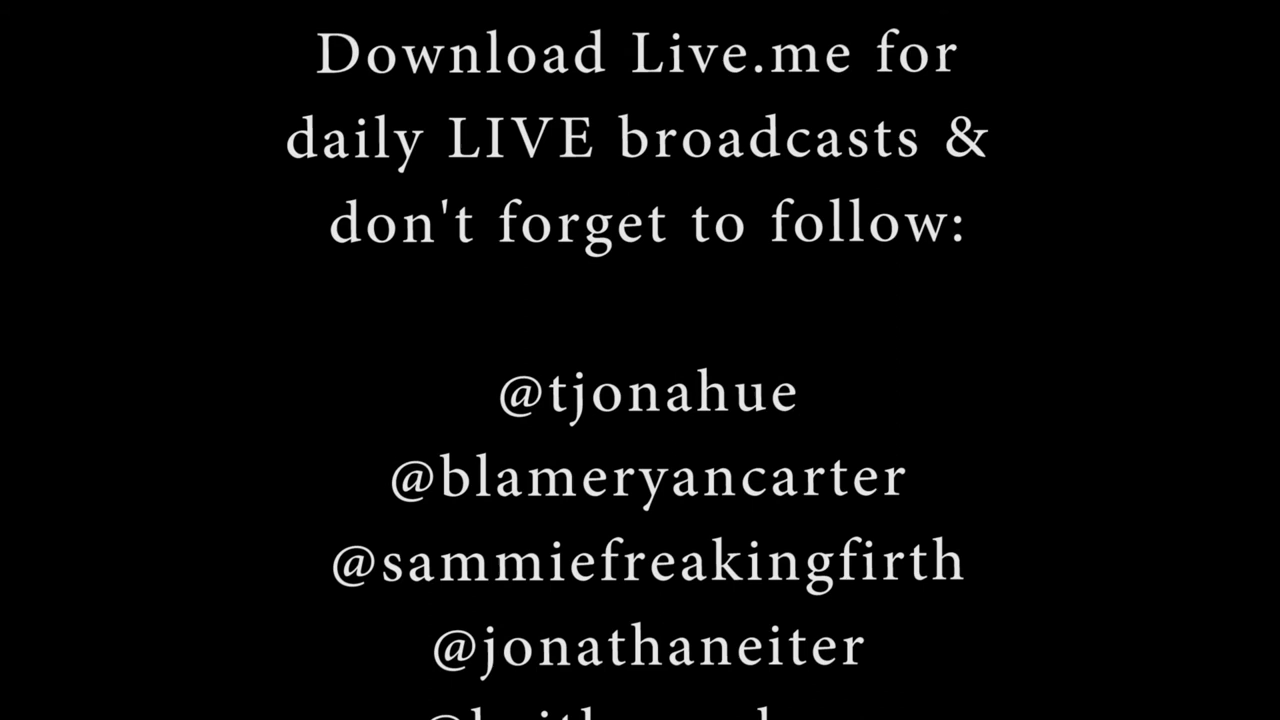 Download Live.me for
daily LIVE broadcasts &
don't forget to follow:
@tjonahue
@blameryancarter
@sammiefreakingfirth
@jonathaneiter